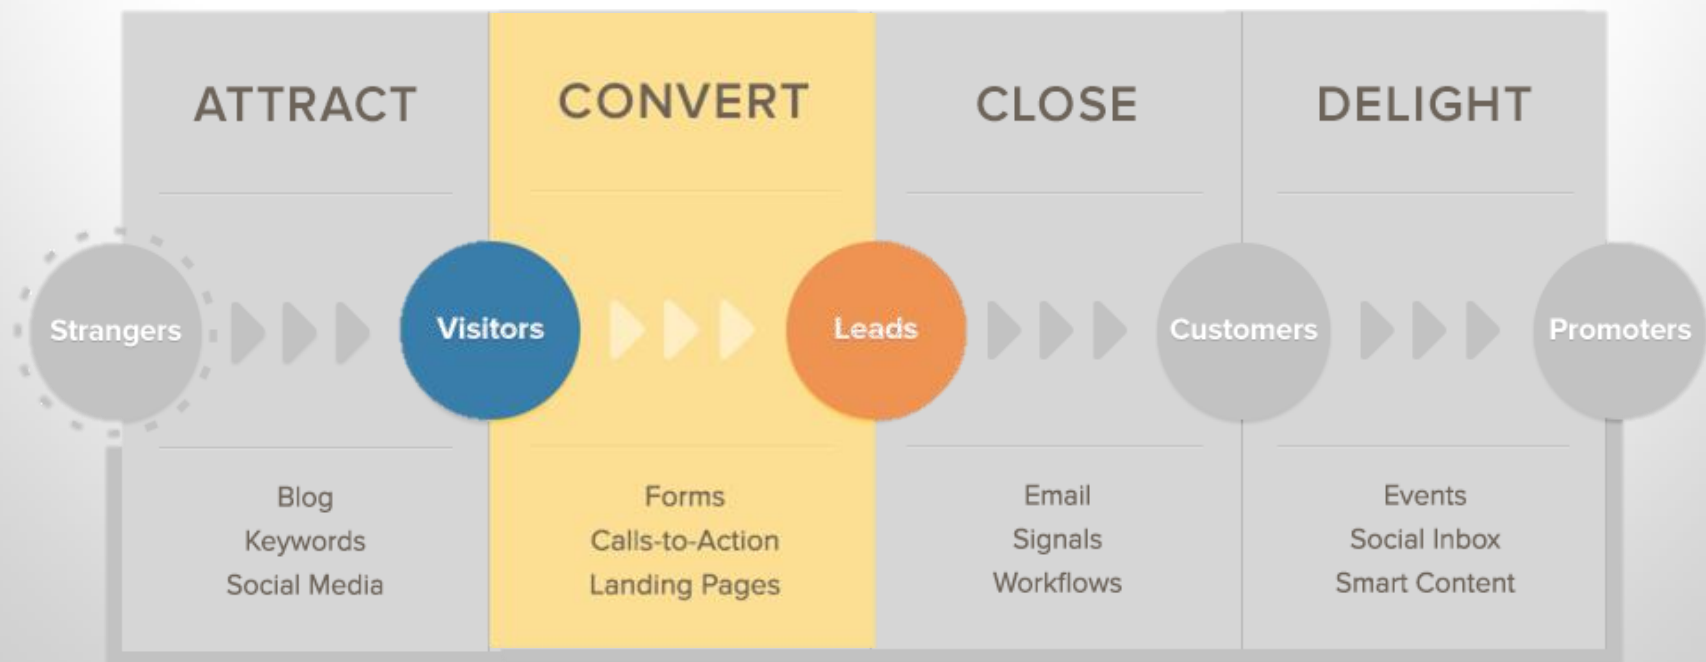 ATTRACT
CONVERT
CLOSE
DELIGHT
Strangers
Visitors
Leads
Customers
Promoters
Blog
Keywords
Social Media
Forms
Calls-to-Action
Landing Pages
Email
Signals
Workflows
Events
Social Inbox
Smart Content